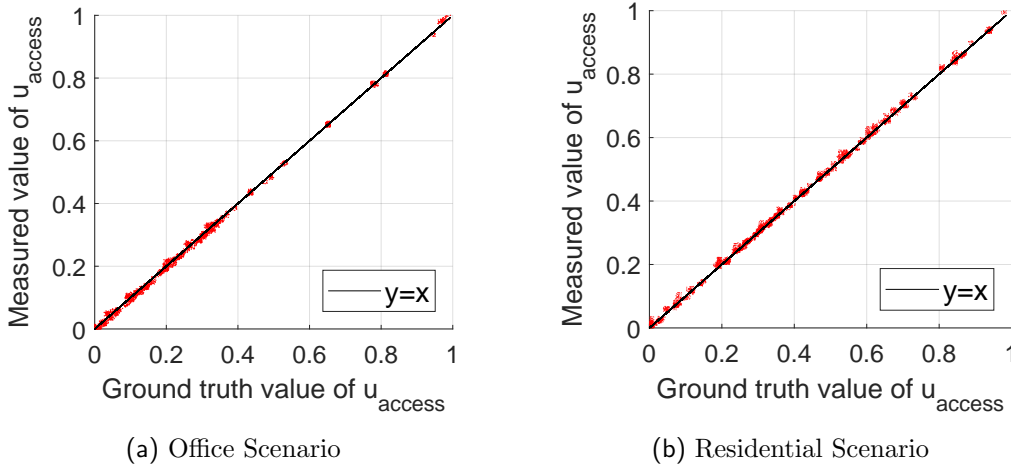 Measured value of u_access
1
0.8
0.6
0.4
0.2
0
0 0.2 0.4 0.6 0.8 1
y=x
Ground truth value of u_access
(a) Office Scenario
Measured value of u_access
1
0.8
0.6
0.4
0.2
0
0 0.2 0.4 0.6 0.8 1
y=x
Ground truth value of u_access
(b) Residential Scenario